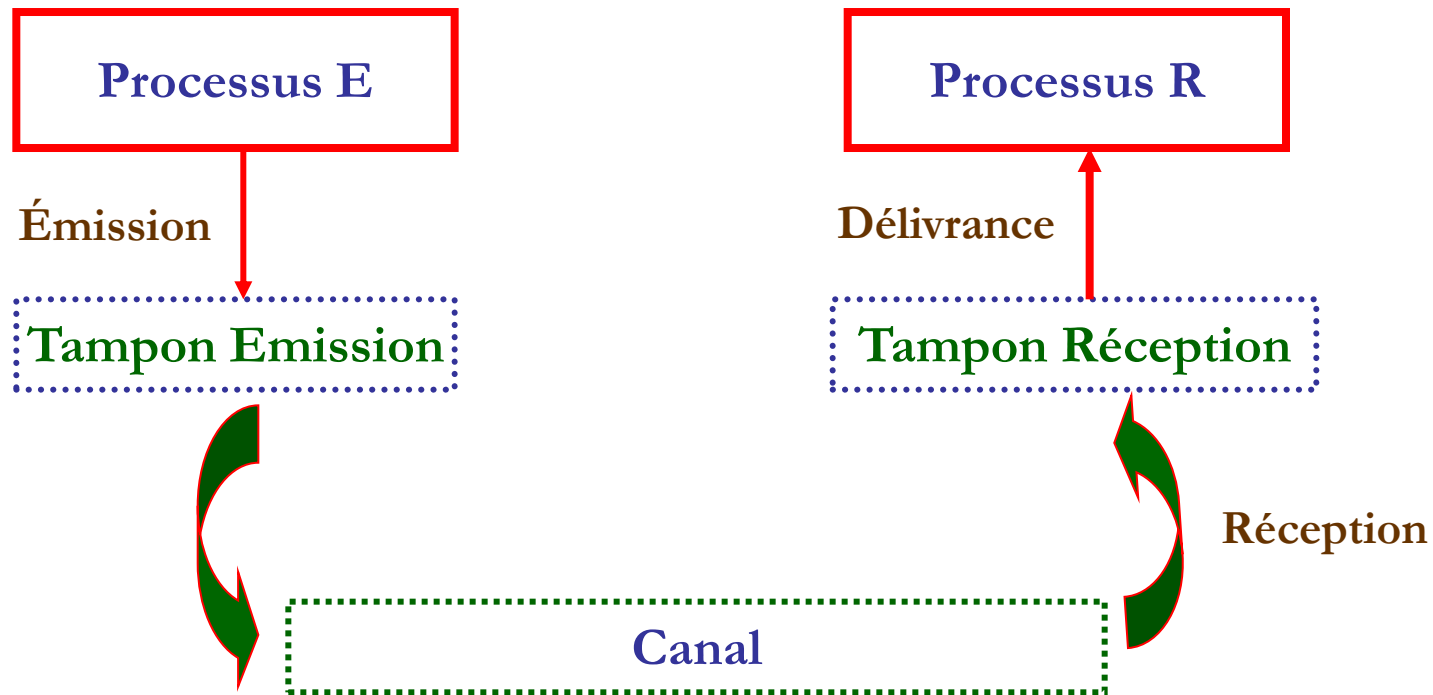 Processus E
Processus R
Émission
Délivrance
Tampon Emission
Tampon Réception
Réception
Canal